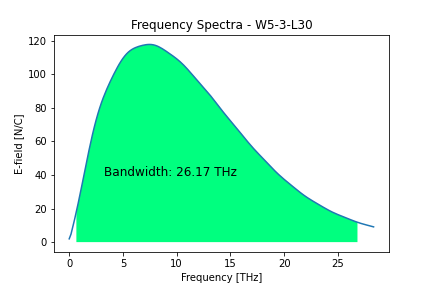 Frequency Spectra - W5-3-L30
120
100
80
60
40
20
0
E-field [N/C]
Bandwidth: 26.17 THz
0 5 10 15 20 25
Frequency [THz]